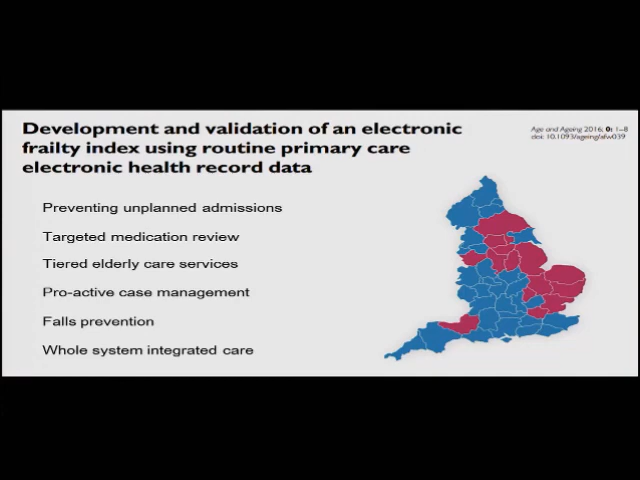 Development and validation of an electronic
frailty index using routine primary care
electronic health record data
Age and Ageing 2016; 0: 1–8
doi: 10.1093/ageing/afw039
Preventing unplanned admissions
Targeted medication review
Tiered elderly care services
Pro-active case management
Falls prevention
Whole system integrated care